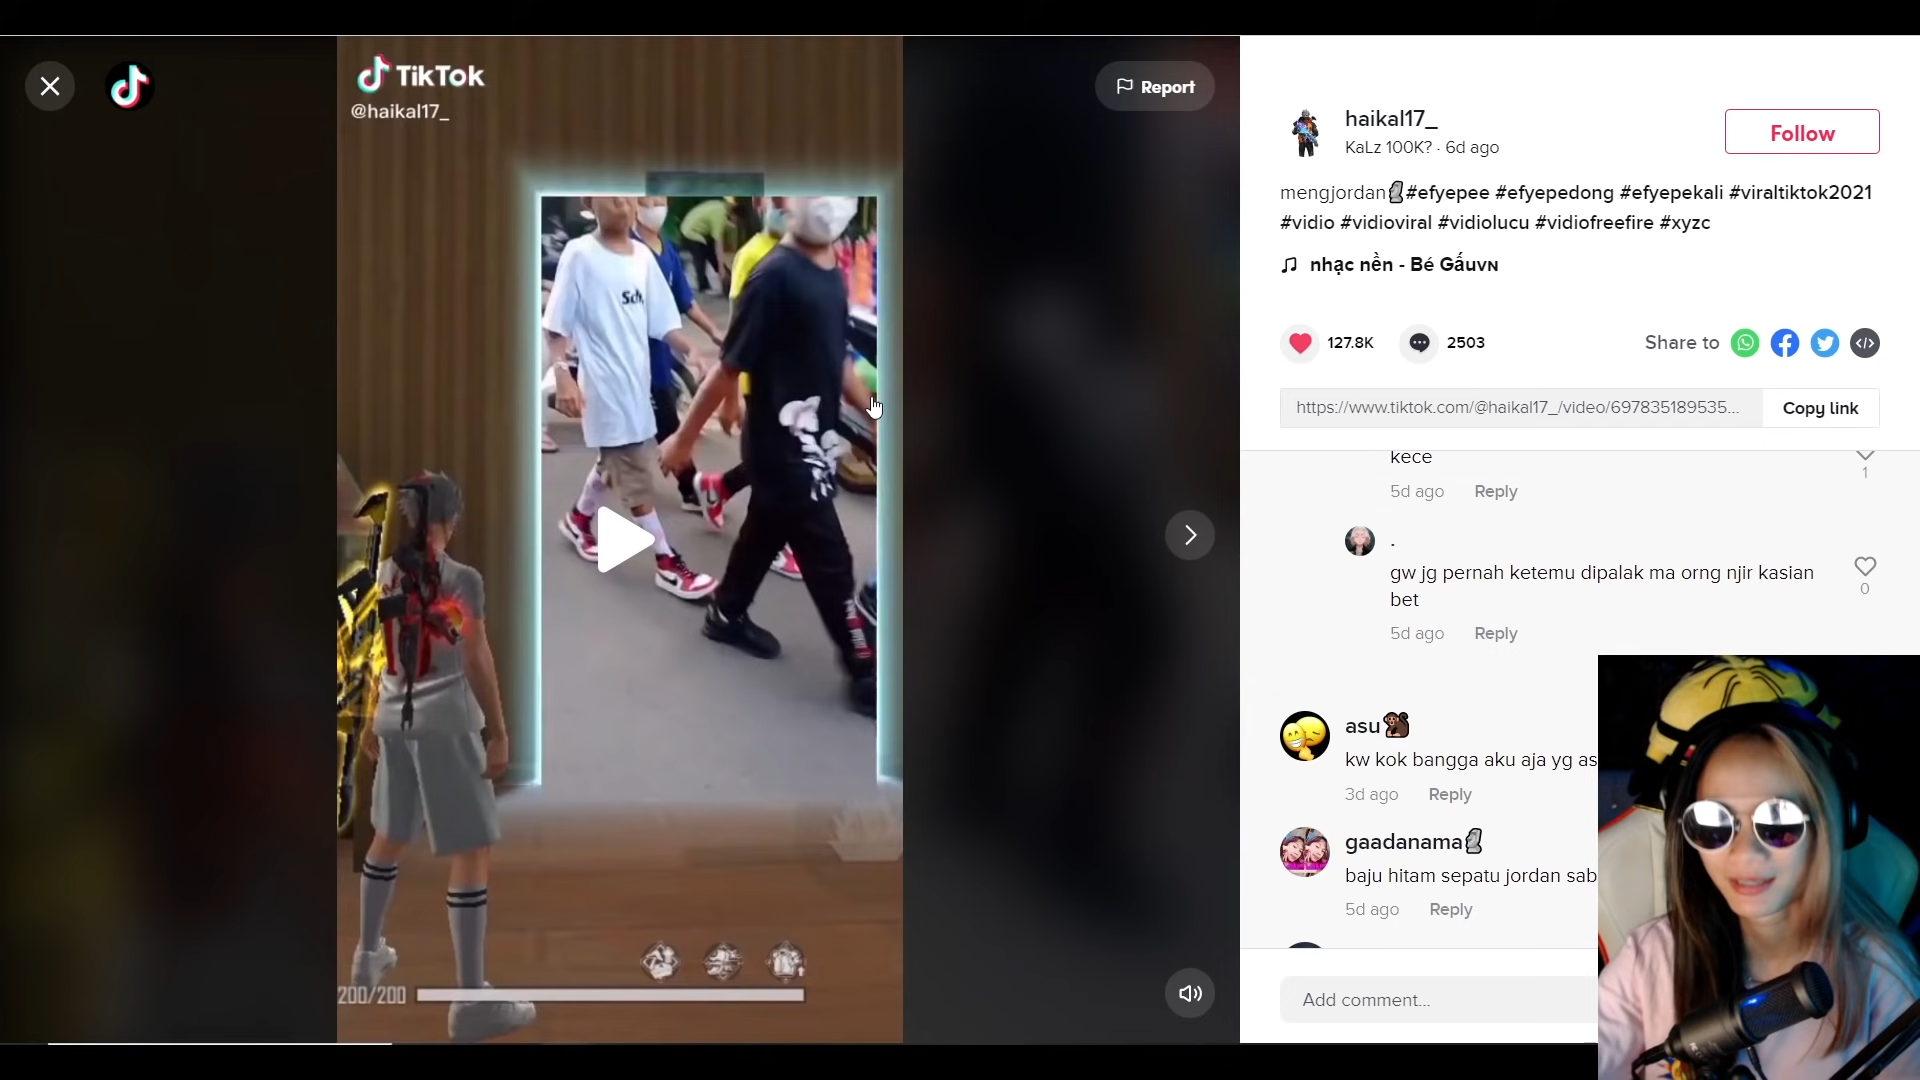 TikTok
@haikal17_
Report
Sch
200/200
haikal17_
KaLz 100K? · 6d ago
Follow
mengjordan🗿#efyepee #efyepedong #efyepekali #viraltiktok2021
#vidio #vidioviral #vidiolucu #vidiofreefire #xyzc
nhạc nền - Bé Gấuvɴ
127.8K
2503
Share to
https://www.tiktok.com/@haikal17_/video/697835189535...
Copy link
kece
1
5d ago
Reply
.
gw jg pernah ketemu dipalak ma orng njir kasian
bet
0
5d ago
Reply
asu🐒
kw kok bangga aku aja yg as
3d ago
Reply
gaadanama🗿
baju hitam sepatu jordan sab
5d ago
Reply
Add comment...